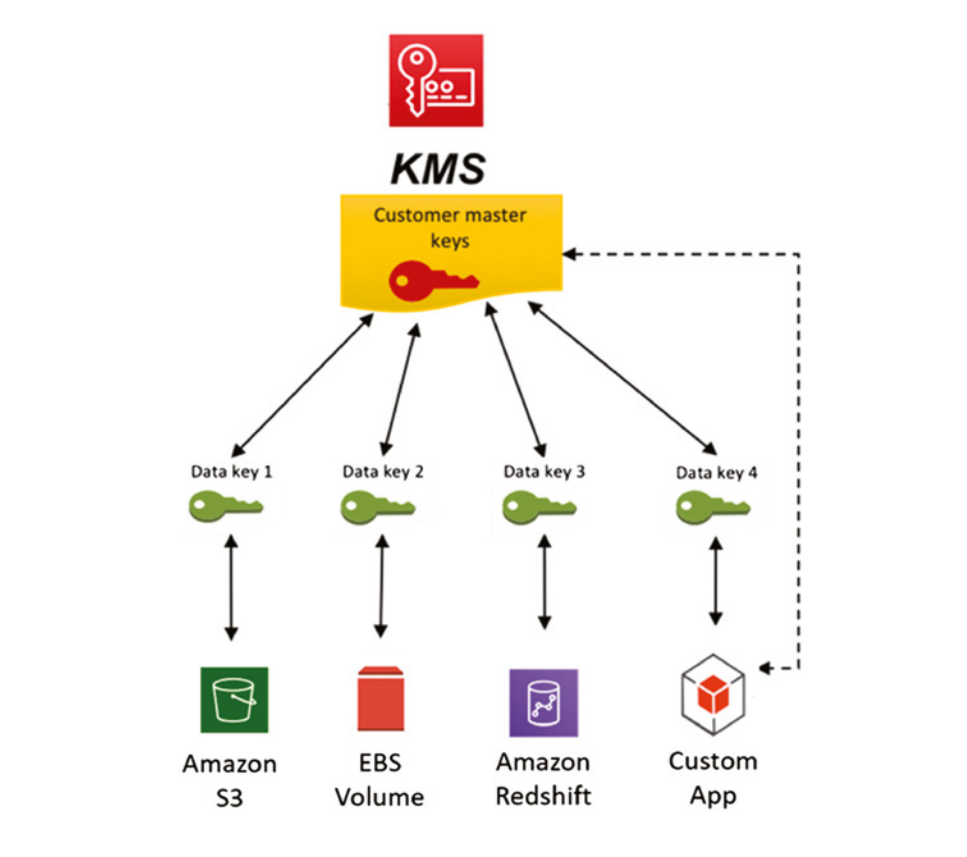 KMS
Customer master
keys
Data key 1
Data key 2
Data key 3
Data key 4
Amazon
S3
EBS
Volume
Amazon
Redshift
Custom
App